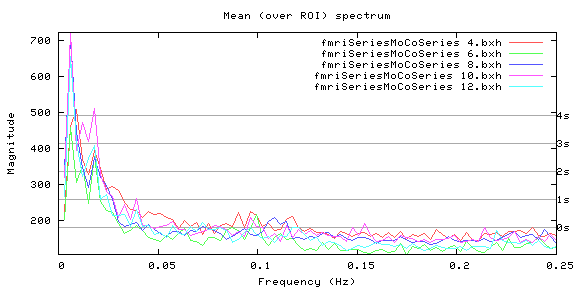 Mean (over ROI) spectrum
fmriSeriesMoCoSeries 4.bxh
fmriSeriesMoCoSeries 6.bxh
fmriSeriesMoCoSeries 8.bxh
fmriSeriesMoCoSeries 10.bxh
fmriSeriesMoCoSeries 12.bxh
700
600
500
400
300
200
Magnitude
4s
3s
2s
1s
0s
0 0.05 0.1 0.15 0.2 0.25
Frequency (Hz)